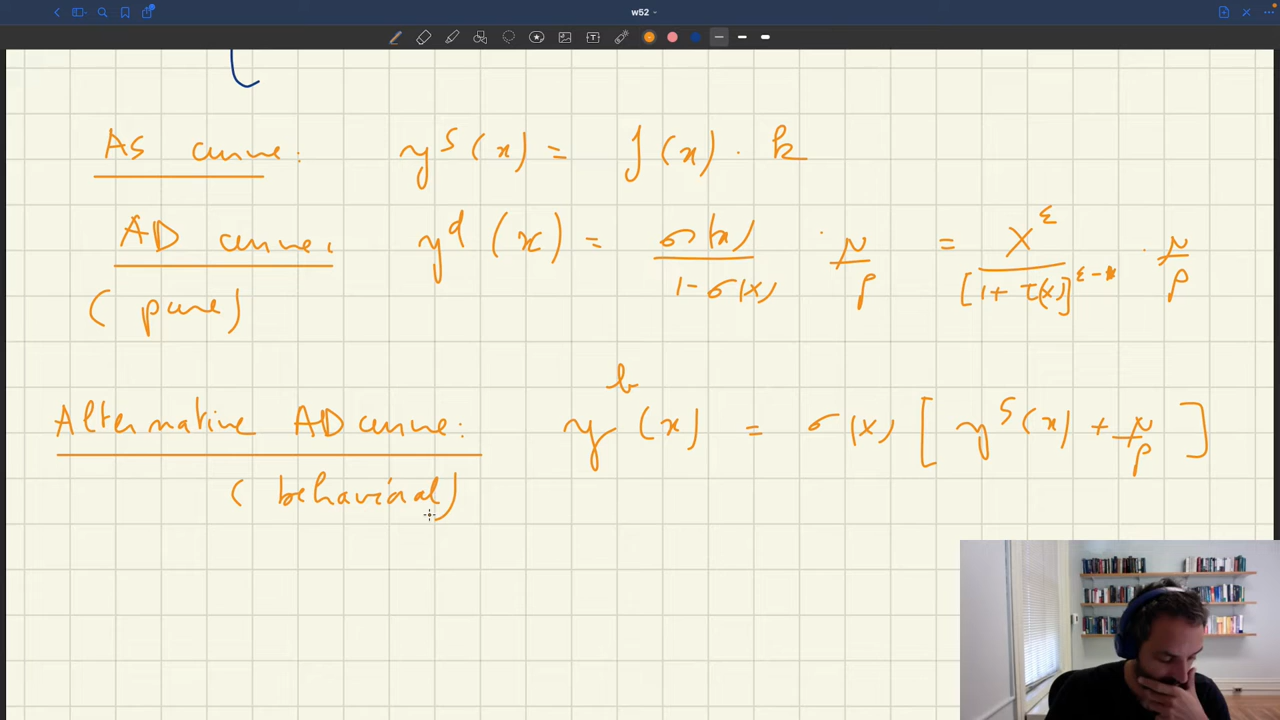 w52
AS curve: y^s(x) = f(x) · k
AD curve: y^d(x) = σ(x)/(1-σ(x)) · μ/ρ = x^ε/[1+τ(x)]^(ε-1) · μ/ρ
(pure)
Alternative AD curve: y^b(x) = σ(x) [y^s(x) + μ/ρ]
(behavioral)